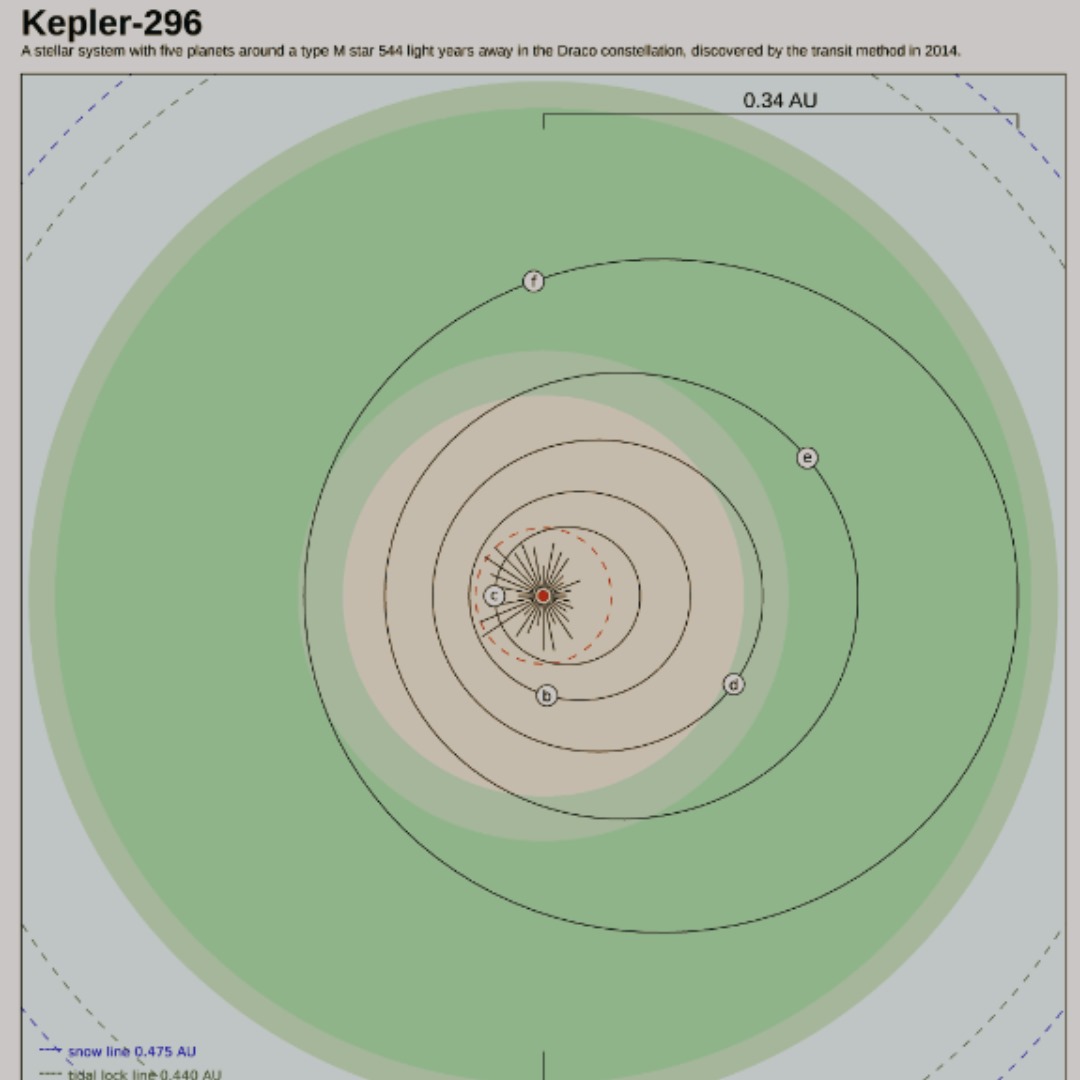 Kepler-296
A stellar system with five planets around a type M star 544 light years away in the Draco constellation, discovered by the transit method in 2014.
0.34 AU
f
e
c
b
d
snow line 0.475 AU
tidal lock line 0.440 AU